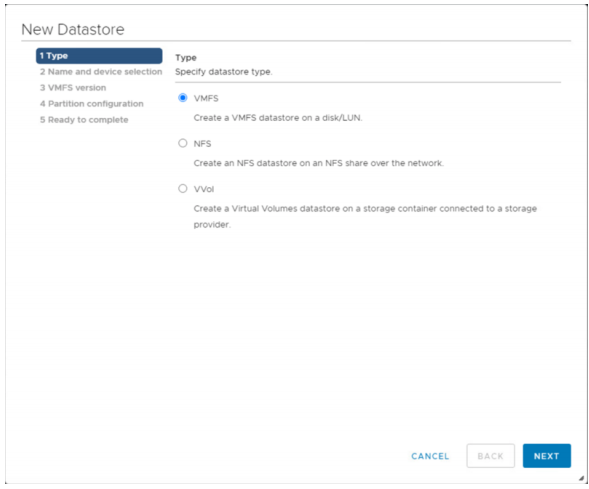 New Datastore
1 Type
2 Name and device selection
3 VMFS version
4 Partition configuration
5 Ready to complete
Type
Specify datastore type.
VMFS
Create a VMFS datastore on a disk/LUN.
NFS
Create an NFS datastore on an NFS share over the network.
VVol
Create a Virtual Volumes datastore on a storage container connected to a storage
provider.
CANCEL
BACK
NEXT